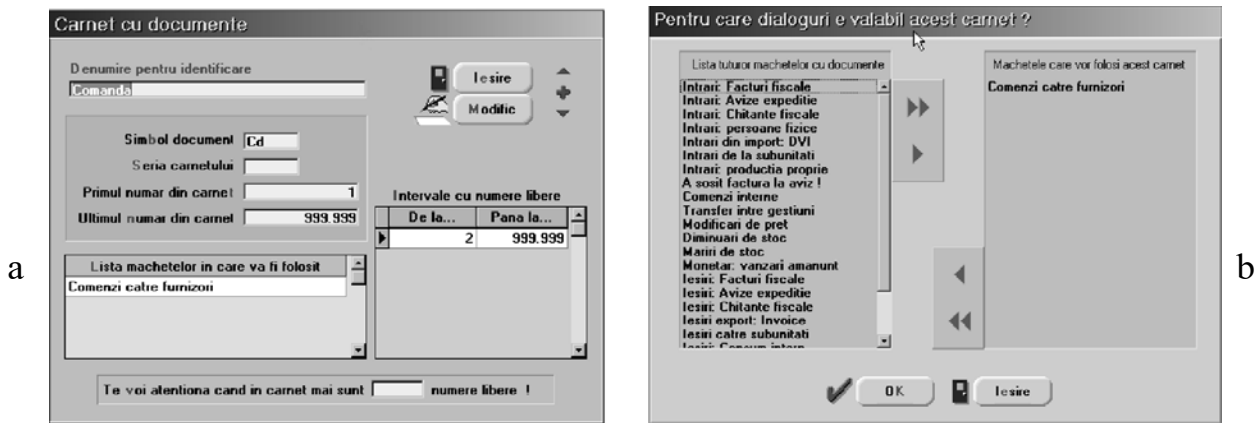 Carnet cu documente
Denumire pentru identificare
Comanda
Iesire
Modific
Simbol document Cd
Seria carnetului
Primul numar din carnet 1
Ultimul numar din carnet 999.999
Intervale cu numere libere
De la... Pana la...
2 999.999
Lista machetelor in care va fi folosit
Comenzi catre furnizori
Te voi atentiona cand in carnet mai sunt numere libere !
a
Pentru care dialoguri e valabil acest carnet ?
Lista tuturor machetelor cu documente
Intrari: Facturi fiscale
Intrari: Avize expeditie
Intrari: Chitante fiscale
Intrari: persoane fizice
Intrari din import: DVI
Intrari de la subunitati
Intrari: productia proprie
A sosit factura la aviz !
Comenzi interne
Transfer intre gestiuni
Modificari de pret
Diminuari de stoc
Mariri de stoc
Monetar: vanzari amanunt
Iesiri: Facturi fiscale
Iesiri: Avize expeditie
Iesiri: Chitante fiscale
Iesiri export: Invoice
Iesiri catre subunitati
Iesiri: Consum intern
Machetele care vor folosi acest carnet
Comenzi catre furnizori
OK
Iesire
b